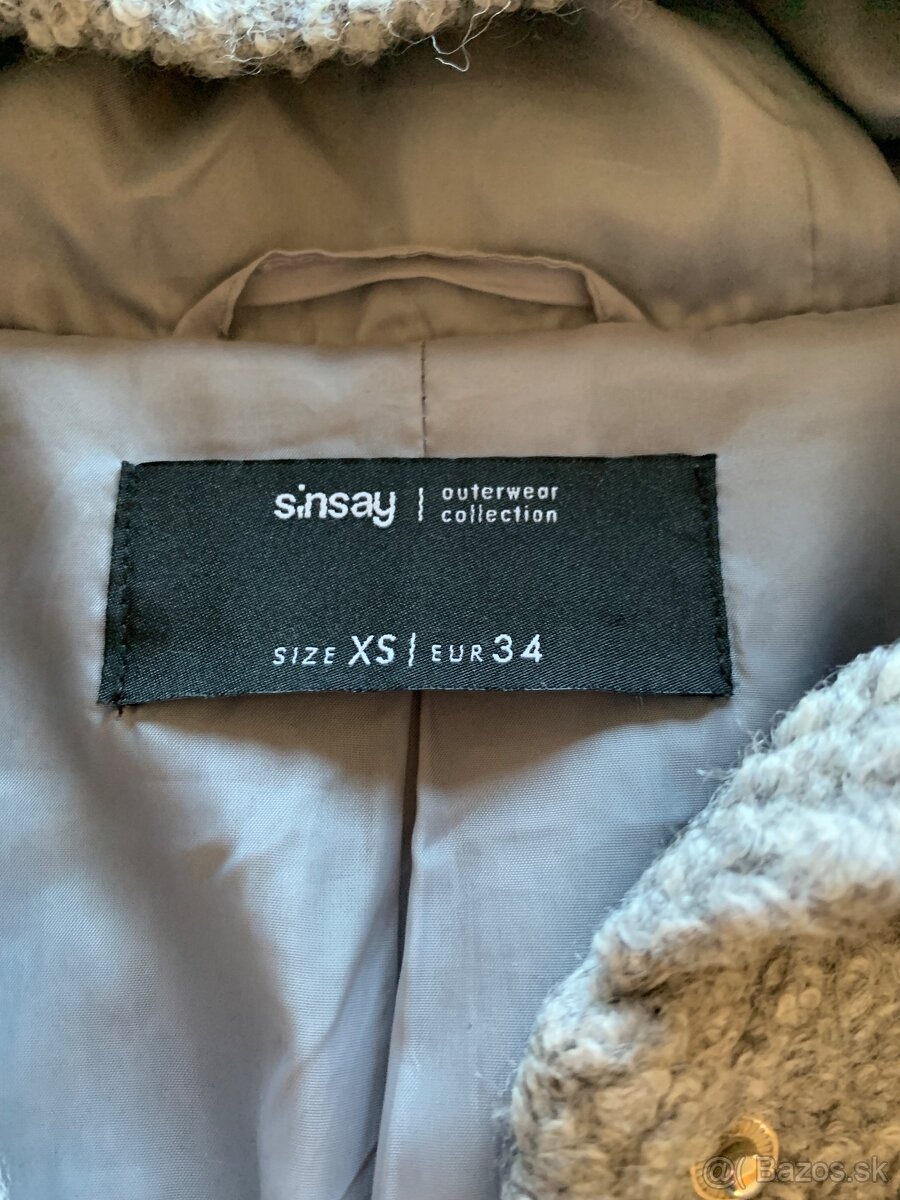 sinsay | outerwear
collection
SIZE XS | EUR 34
@( Bazos.sk